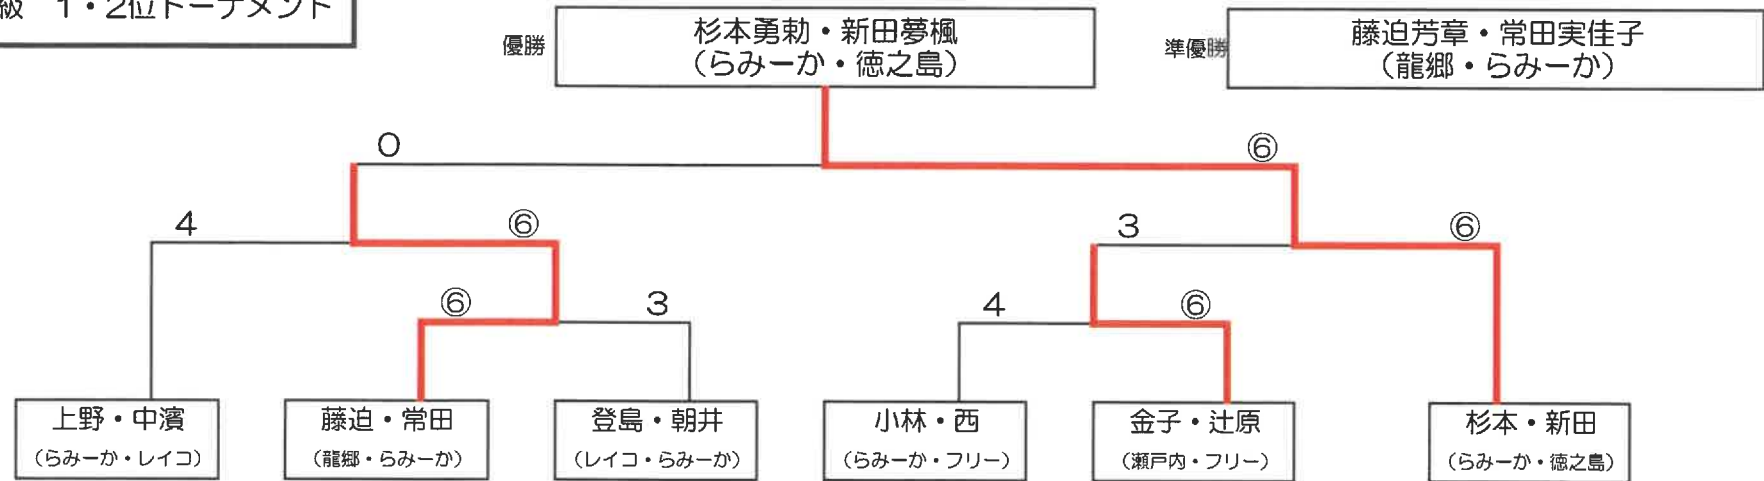 級 1・2位トーナメント
優勝
杉本勇勅・新田夢楓
(らみーか・徳之島)
準優勝
藤迫芳章・常田実佳子
(龍郷・らみーか)
0
⑥
4
⑥
3
⑥
⑥
3
4
⑥
上野・中濱
(らみーか・レイコ)
藤迫・常田
(龍郷・らみーか)
登島・朝井
(レイコ・らみーか)
小林・西
(らみーか・フリー)
金子・辻原
(瀬戸内・フリー)
杉本・新田
(らみーか・徳之島)